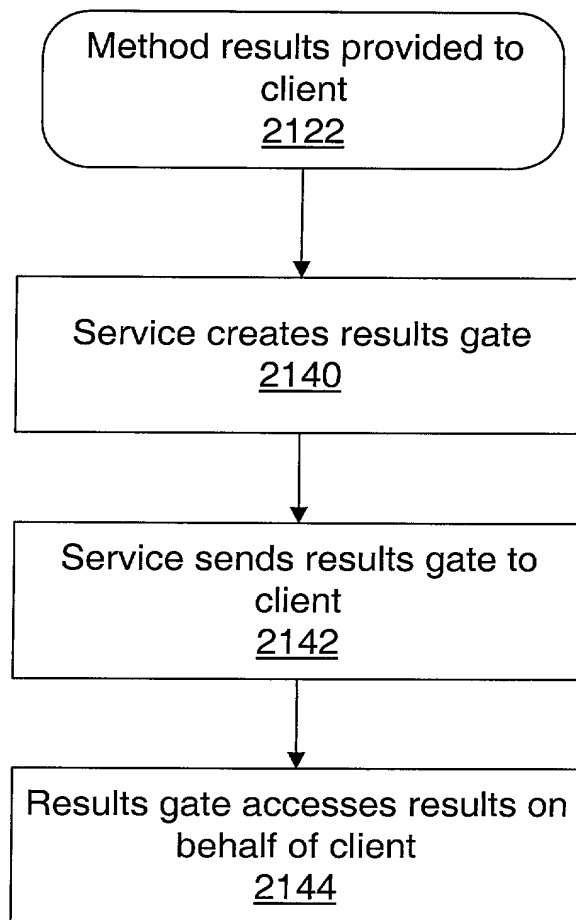 Method results provided to
client
2122
Service creates results gate
2140
Service sends results gate to
client
2142
Results gate accesses results on
behalf of client
2144